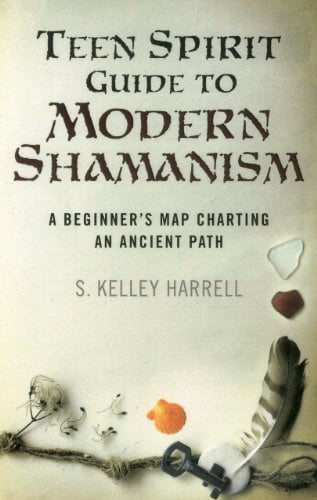 TEEN SPIRIT
GUIDE TO
MODERN
SHAMANISM
A BEGINNER'S MAP CHARTING
AN ANCIENT PATH
S. KELLEY HARRELL